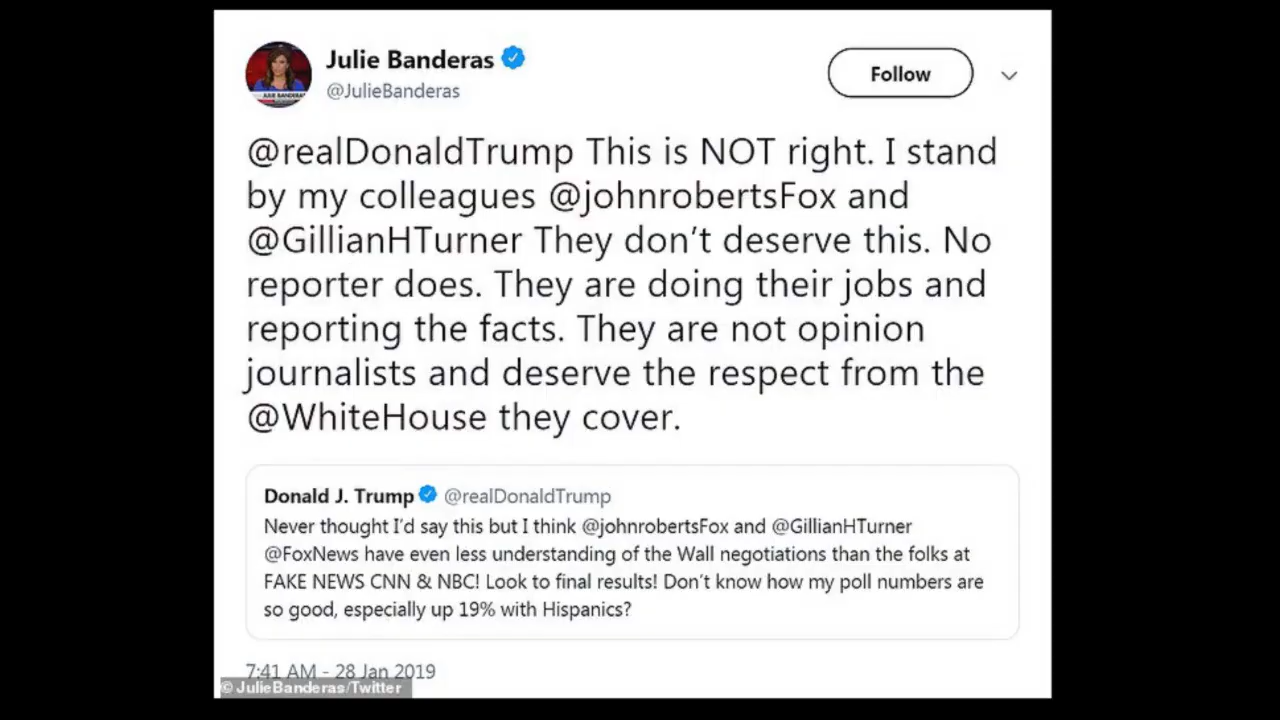 Julie Banderas
@JulieBanderas
Follow
@realDonaldTrump This is NOT right. I stand
by my colleagues @johnrobertsFox and
@GillianHTurner They don’t deserve this. No
reporter does. They are doing their jobs and
reporting the facts. They are not opinion
journalists and deserve the respect from the
@WhiteHouse they cover.
Donald J. Trump @realDonaldTrump
Never thought I’d say this but I think @johnrobertsFox and @GillianHTurner
@FoxNews have even less understanding of the Wall negotiations than the folks at
FAKE NEWS CNN & NBC! Look to final results! Don’t know how my poll numbers are
so good, especially up 19% with Hispanics?
7:41 AM - 28 Jan 2019
© JulieBanderas/Twitter